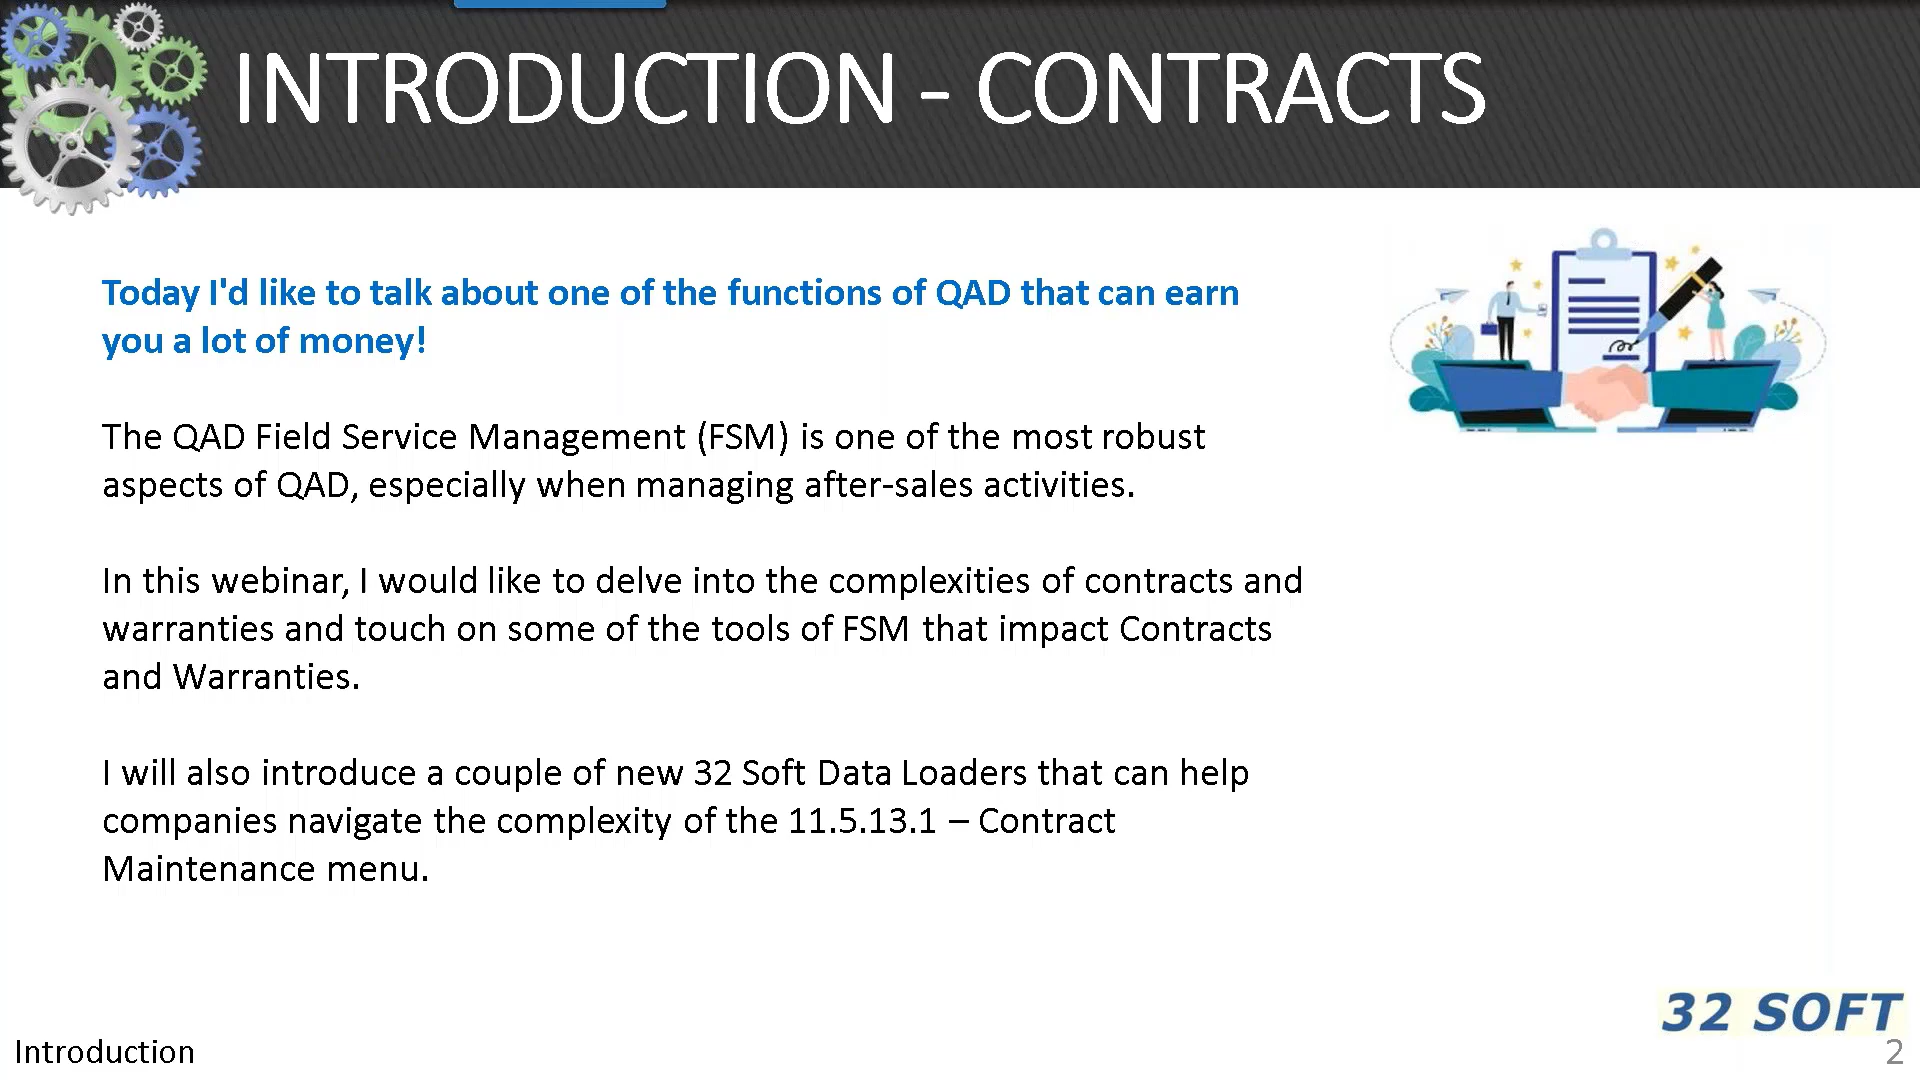 INTRODUCTION - CONTRACTS
Today I'd like to talk about one of the functions of QAD that can earn
you a lot of money!
The QAD Field Service Management (FSM) is one of the most robust
aspects of QAD, especially when managing after-sales activities.
In this webinar, I would like to delve into the complexities of contracts and
warranties and touch on some of the tools of FSM that impact Contracts
and Warranties.
I will also introduce a couple of new 32 Soft Data Loaders that can help
companies navigate the complexity of the 11.5.13.1 – Contract
Maintenance menu.
32 SOFT
Introduction
2